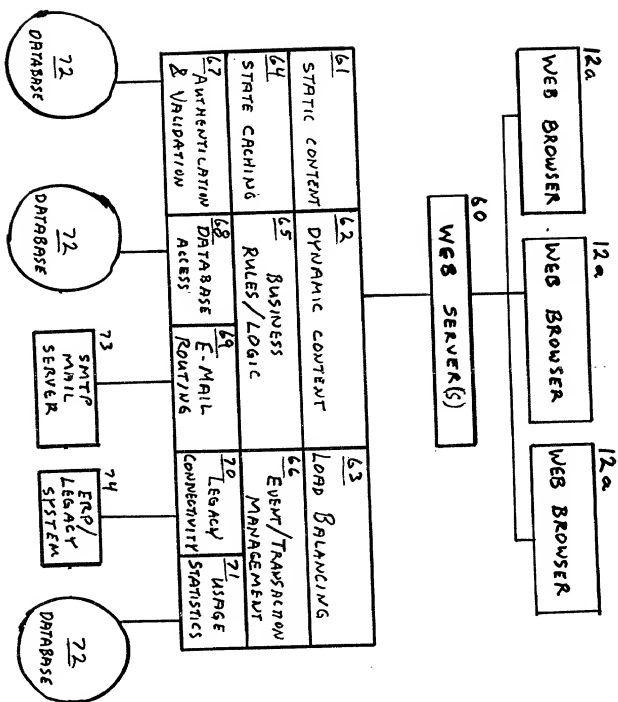 12a
WEB BROWSER
12a
WEB BROWSER
12a
WEB BROWSER
60
WEB SERVER(S)
61
STATIC CONTENT
62
DYNAMIC CONTENT
63
LOAD BALANCING
64
STATE CACHING
65
BUSINESS
RULES/LOGIC
66
EVENT/TRANSACTION
MANAGEMENT
67
AUTHENTICATION
& VALIDATION
68
DATABASE
ACCESS
69
E-MAIL
ROUTING
70
LEGACY
CONNECTIVITY
71
USAGE
STATISTICS
72
DATABASE
72
DATABASE
73
SMTP
MAIL
SERVER
74
ERP/
LEGACY
SYSTEM
72
DATABASE